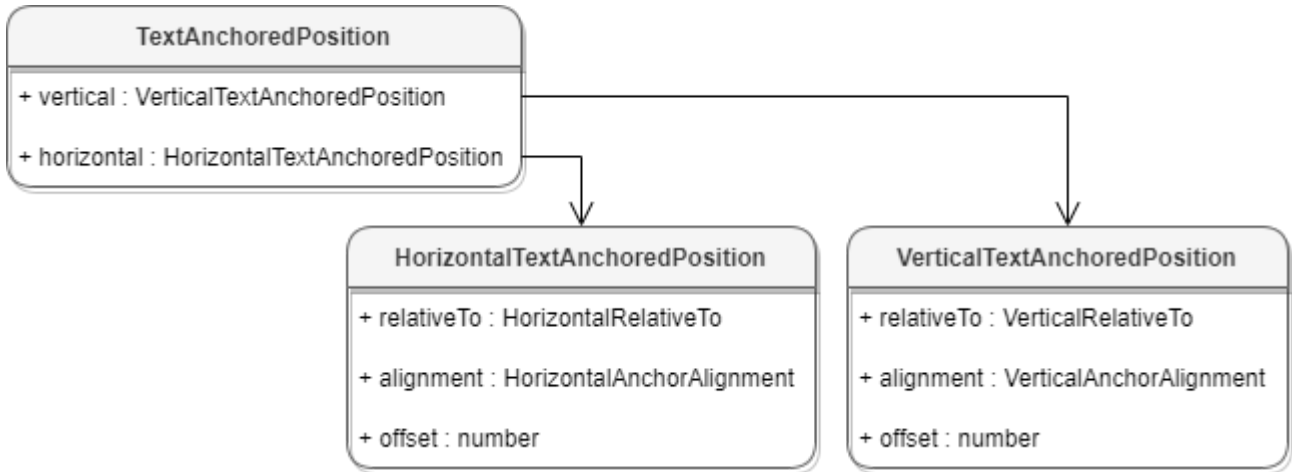 TextAnchoredPosition
+ vertical : VerticalTextAnchoredPosition
+ horizontal : HorizontalTextAnchoredPosition
HorizontalTextAnchoredPosition
+ relativeTo : HorizontalRelativeTo
+ alignment : HorizontalAnchorAlignment
+ offset : number
VerticalTextAnchoredPosition
+ relativeTo : VerticalRelativeTo
+ alignment : VerticalAnchorAlignment
+ offset : number